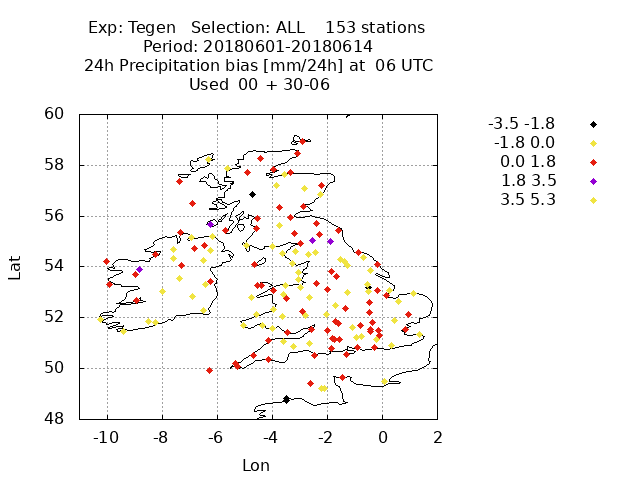 Exp: Tegen   Selection: ALL    153 stations
Period: 20180601-20180614
24h Precipitation bias [mm/24h] at  06 UTC
Used  00 + 30-06
60
58
56
54
52
50
48
Lat
-10 -8 -6 -4 -2 0 2
Lon
-3.5 -1.8
-1.8 0.0
0.0 1.8
1.8 3.5
3.5 5.3